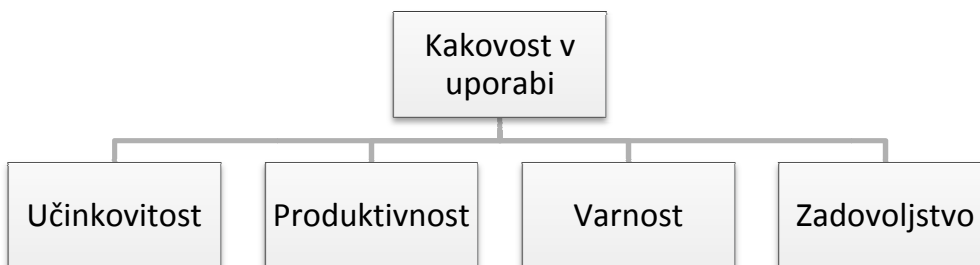 Kakovost v
uporabi
Učinkovitost
Produktivnost
Varnost
Zadovoljstvo